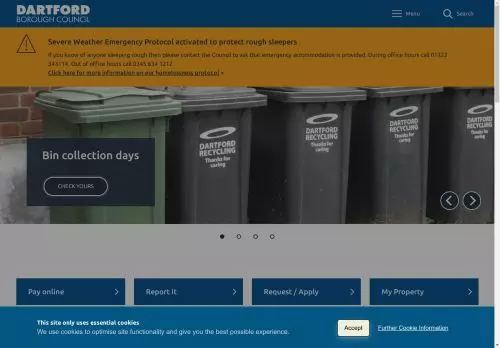 DARTFORD
BOROUGH COUNCIL
Menu
Search
Severe Weather Emergency Protocol activated to protect rough sleepers
If you know of anyone sleeping rough then please contact the Council to ask that emergency accommodation is provided. During office hours call 01322
343114. Out of office hours call 0345 634 1212
Click here for more information on our homelessness protocol >
DARTFORD
RECYCLING
Thanks for
caring
DARTFORD
RECYCLING
Thanks for
caring
DARTFORD
RECYCLING
Thanks for
caring
Bin collection days
CHECK YOURS
Pay online
Report It
Request / Apply
My Property
This site only uses essential cookies
We use cookies to optimise site functionality and give you the best possible experience.
Accept
Further Cookie Information